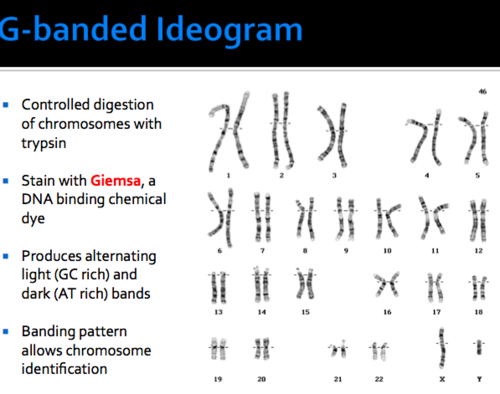 G-banded Ideogram
Controlled digestion
of chromosomes with
trypsin
Stain with Giemsa, a
DNA binding chemical
dye
Produces alternating
light (GC rich) and
dark (AT rich) bands
Banding pattern
allows chromosome
identification
46
1 2 3 4 5
6 7 8 9 10 11 12
13 14 15 16 17 18
19 20 21 22 X Y